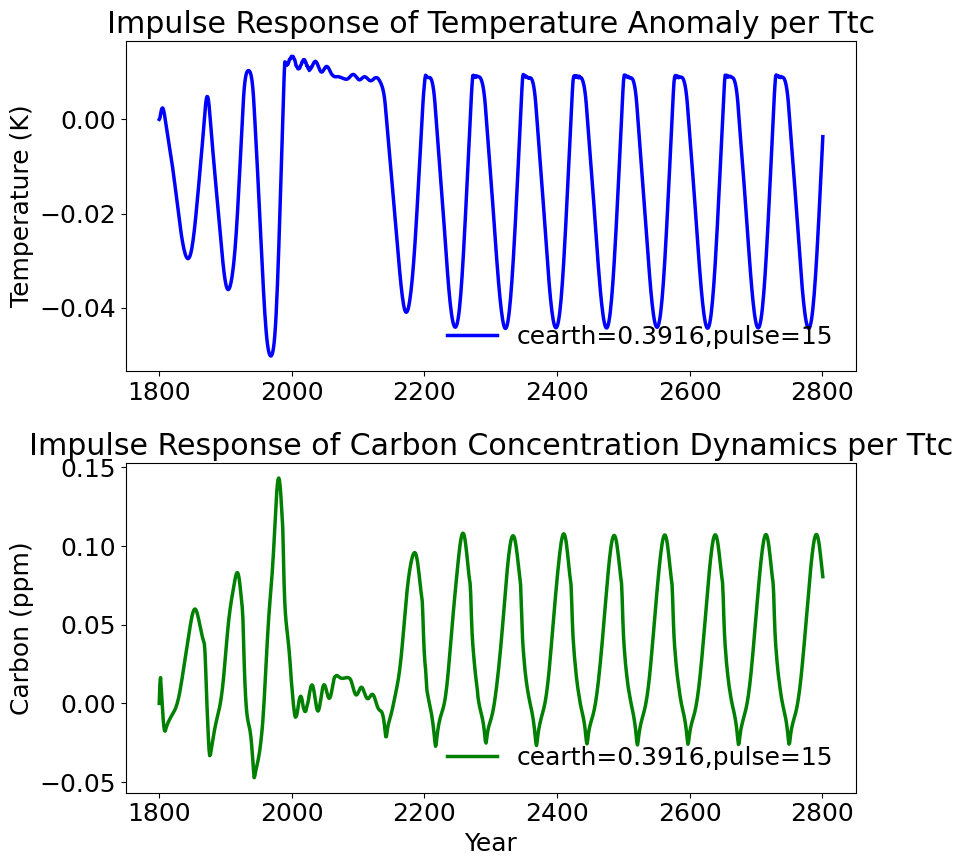 Impulse Response of Temperature Anomaly per Ttc
Temperature (K)
0.00
−0.02
−0.04
cearth=0.3916,pulse=15
1800 2000 2200 2400 2600 2800
Impulse Response of Carbon Concentration Dynamics per Ttc
Carbon (ppm)
0.15
0.10
0.05
0.00
−0.05
cearth=0.3916,pulse=15
1800 2000 2200 2400 2600 2800
Year